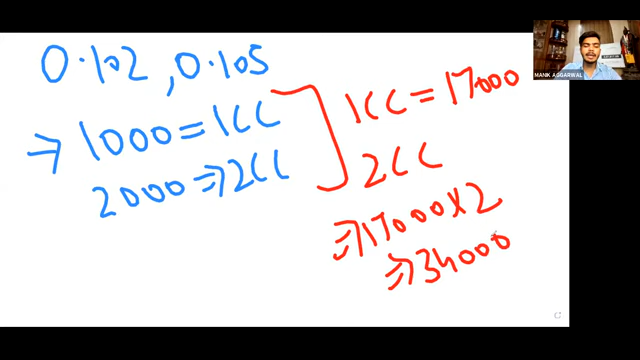 0.102, 0.105
⇒ 1000 = 1CC
2000 ⇒ 2CC
1CC = 17000
2CC
⇒ 17000 × 2
⇒ 34000
MANIK AGGARWAL